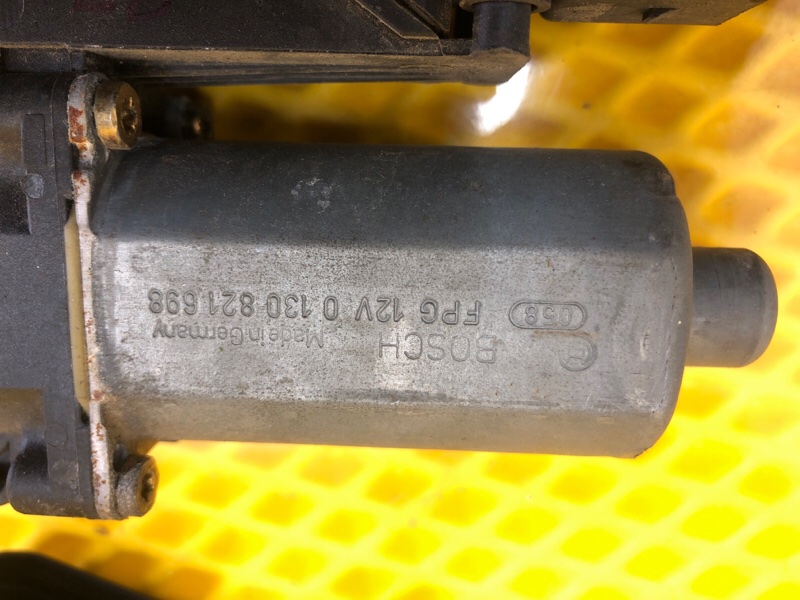 BOSCH
Made in Germany
058
FPG 12V 0 130 821 698